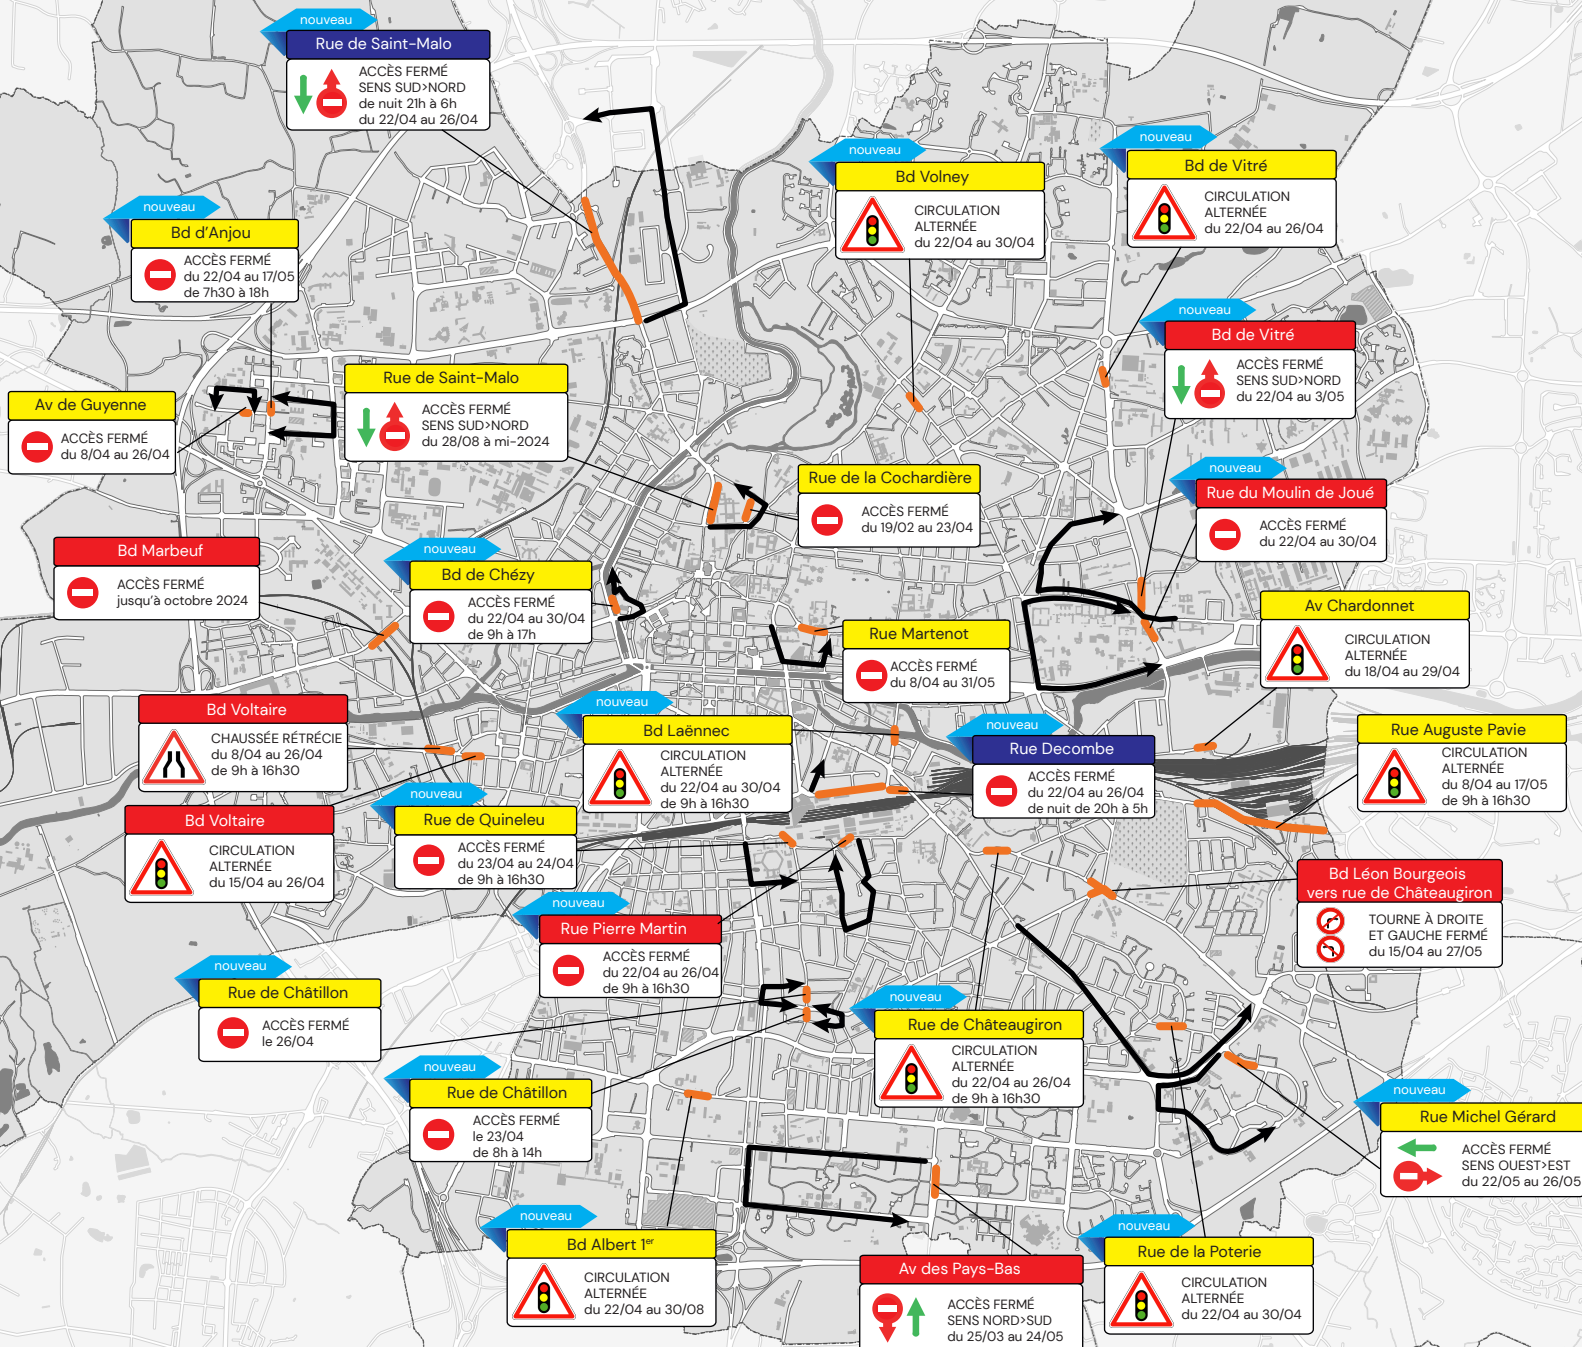 nouveau
Rue de Saint-Malo
ACCÈS FERMÉ
SENS SUD>NORD
de nuit 21h à 6h
du 22/04 au 26/04
nouveau
Bd Volney
CIRCULATION
ALTERNÉE
du 22/04 au 30/04
nouveau
Bd de Vitré
CIRCULATION
ALTERNÉE
du 22/04 au 26/04
nouveau
Bd d'Anjou
ACCÈS FERMÉ
du 22/04 au 17/05
de 7h30 à 18h
nouveau
Bd de Vitré
ACCÈS FERMÉ
SENS SUD>NORD
du 22/04 au 3/05
Rue de Saint-Malo
ACCÈS FERMÉ
SENS SUD>NORD
du 28/08 à mi-2024
Av de Guyenne
ACCÈS FERMÉ
du 8/04 au 26/04
Rue de la Cochardière
ACCÈS FERMÉ
du 19/02 au 23/04
nouveau
Rue du Moulin de Joué
ACCÈS FERMÉ
du 22/04 au 30/04
Bd Marbeuf
ACCÈS FERMÉ
jusqu'à octobre 2024
nouveau
Bd de Chézy
ACCÈS FERMÉ
du 22/04 au 30/04
de 9h à 17h
Rue Martenot
ACCÈS FERMÉ
du 8/04 au 31/05
Av Chardonnet
CIRCULATION
ALTERNÉE
du 18/04 au 29/04
Bd Voltaire
CHAUSSÉE RÉTRÉCIE
du 8/04 au 26/04
de 9h à 16h30
nouveau
Bd Laënnec
CIRCULATION
ALTERNÉE
du 22/04 au 30/04
de 9h à 16h30
nouveau
Rue Decombe
ACCÈS FERMÉ
du 22/04 au 26/04
de nuit de 20h à 5h
Rue Auguste Pavie
CIRCULATION
ALTERNÉE
du 8/04 au 17/05
de 9h à 16h30
Bd Voltaire
CIRCULATION
ALTERNÉE
du 15/04 au 26/04
nouveau
Rue de Quineleu
ACCÈS FERMÉ
du 23/04 au 24/04
de 9h à 16h30
Bd Léon Bourgeois
vers rue de Châteaugiron
TOURNE À DROITE
ET GAUCHE FERMÉ
du 15/04 au 27/05
nouveau
Rue Pierre Martin
ACCÈS FERMÉ
du 22/04 au 26/04
de 9h à 16h30
nouveau
Rue de Châtillon
ACCÈS FERMÉ
le 26/04
nouveau
Rue de Châteaugiron
CIRCULATION
ALTERNÉE
du 22/04 au 26/04
de 9h à 16h30
nouveau
Rue de Châtillon
ACCÈS FERMÉ
le 23/04
de 8h à 14h
nouveau
Rue Michel Gérard
ACCÈS FERMÉ
SENS OUEST>EST
du 22/05 au 26/05
nouveau
Bd Albert 1er
CIRCULATION
ALTERNÉE
du 22/04 au 30/08
Av des Pays-Bas
ACCÈS FERMÉ
SENS NORD>SUD
du 25/03 au 24/05
nouveau
Rue de la Poterie
CIRCULATION
ALTERNÉE
du 22/04 au 30/04